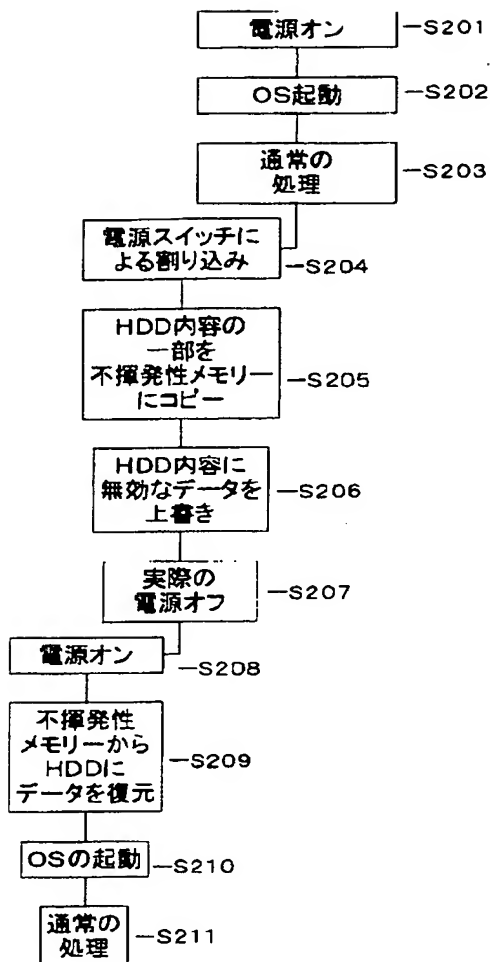 電源オン
S201
OS起動
S202
通常の
処理
S203
電源スイッチに
よる割り込み
S204
HDD内容の
一部を
不揮発性メモリー
にコピー
S205
HDD内容に
無効なデータを
上書き
S206
実際の
電源オフ
S207
電源オン
S208
不揮発性
メモリーから
HDDに
データを復元
S209
OSの起動
S210
通常の
処理
S211